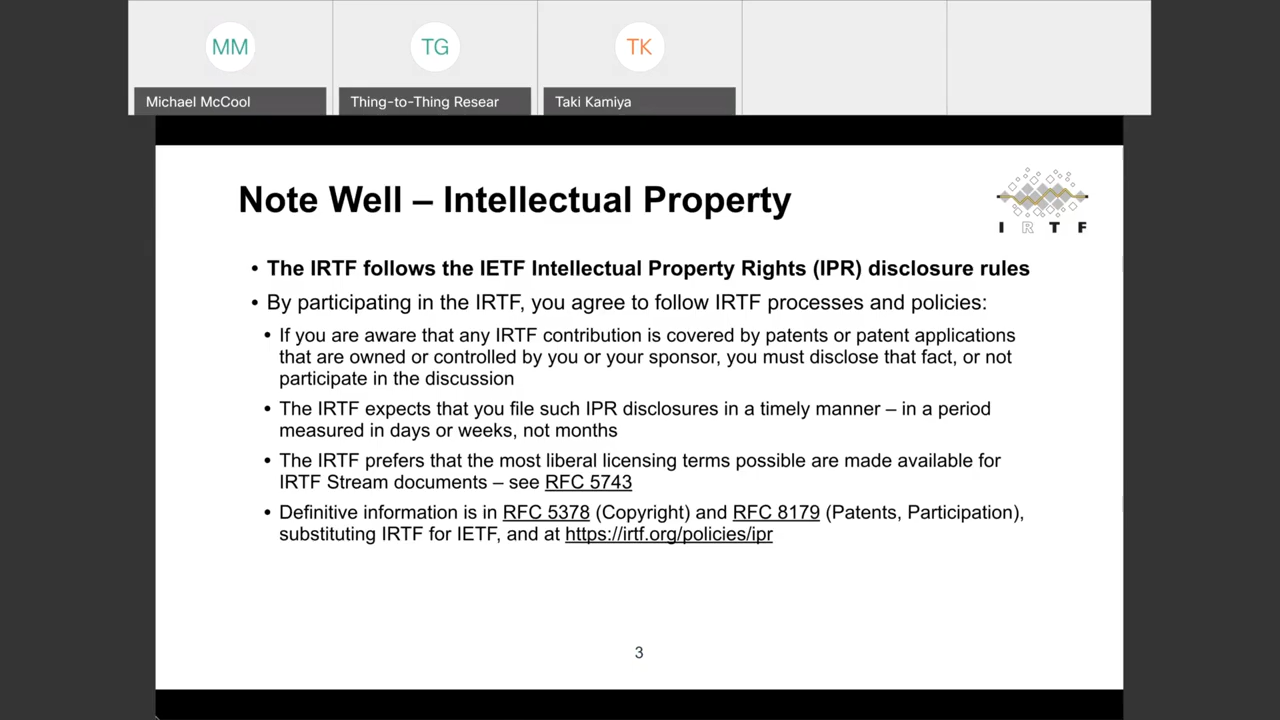 MM
TG
TK
Michael McCool
Thing-to-Thing Resear
Taki Kamiya
Note Well – Intellectual Property
I R T F
• The IRTF follows the IETF Intellectual Property Rights (IPR) disclosure rules
• By participating in the IRTF, you agree to follow IRTF processes and policies:
• If you are aware that any IRTF contribution is covered by patents or patent applications
that are owned or controlled by you or your sponsor, you must disclose that fact, or not
participate in the discussion
• The IRTF expects that you file such IPR disclosures in a timely manner – in a period
measured in days or weeks, not months
• The IRTF prefers that the most liberal licensing terms possible are made available for
IRTF Stream documents – see RFC 5743
• Definitive information is in RFC 5378 (Copyright) and RFC 8179 (Patents, Participation),
substituting IRTF for IETF, and at https://irtf.org/policies/ipr
3